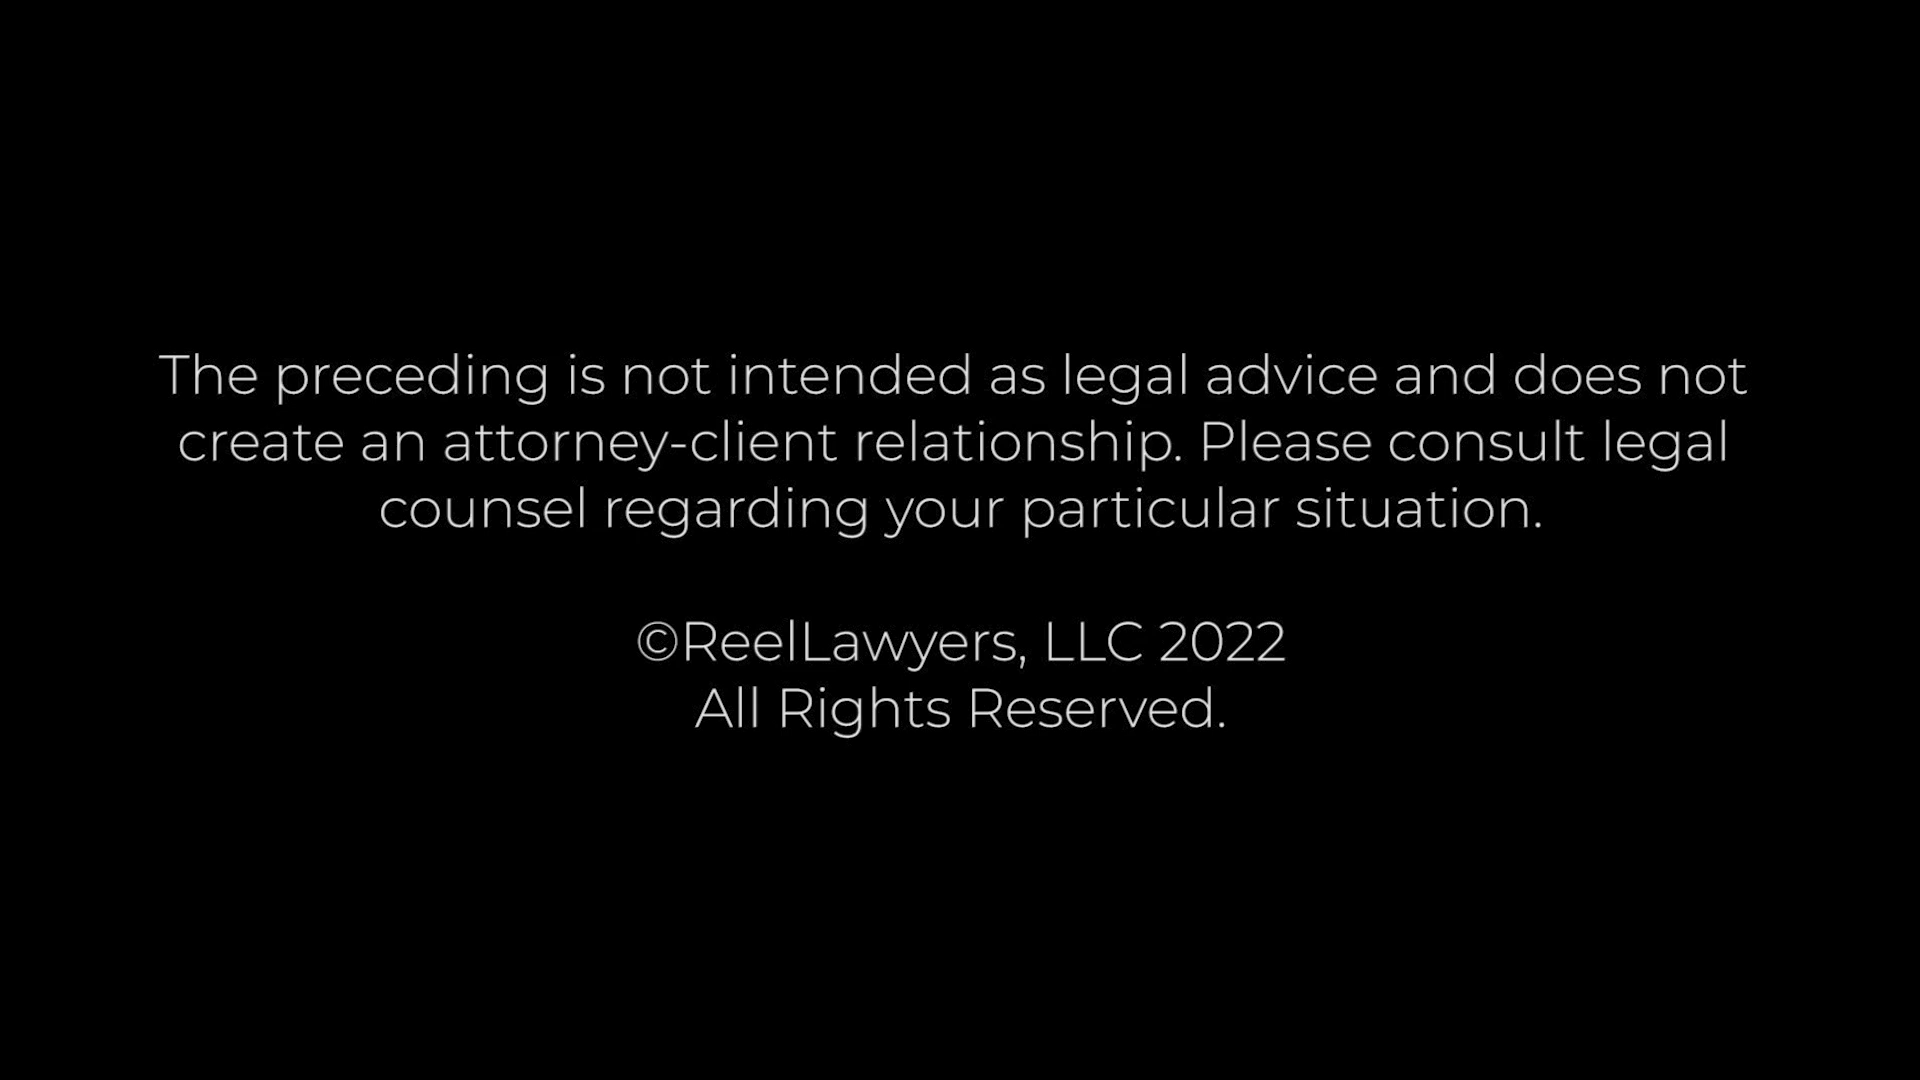 The preceding is not intended as legal advice and does not
create an attorney-client relationship. Please consult legal
counsel regarding your particular situation.
©ReelLawyers, LLC 2022
All Rights Reserved.